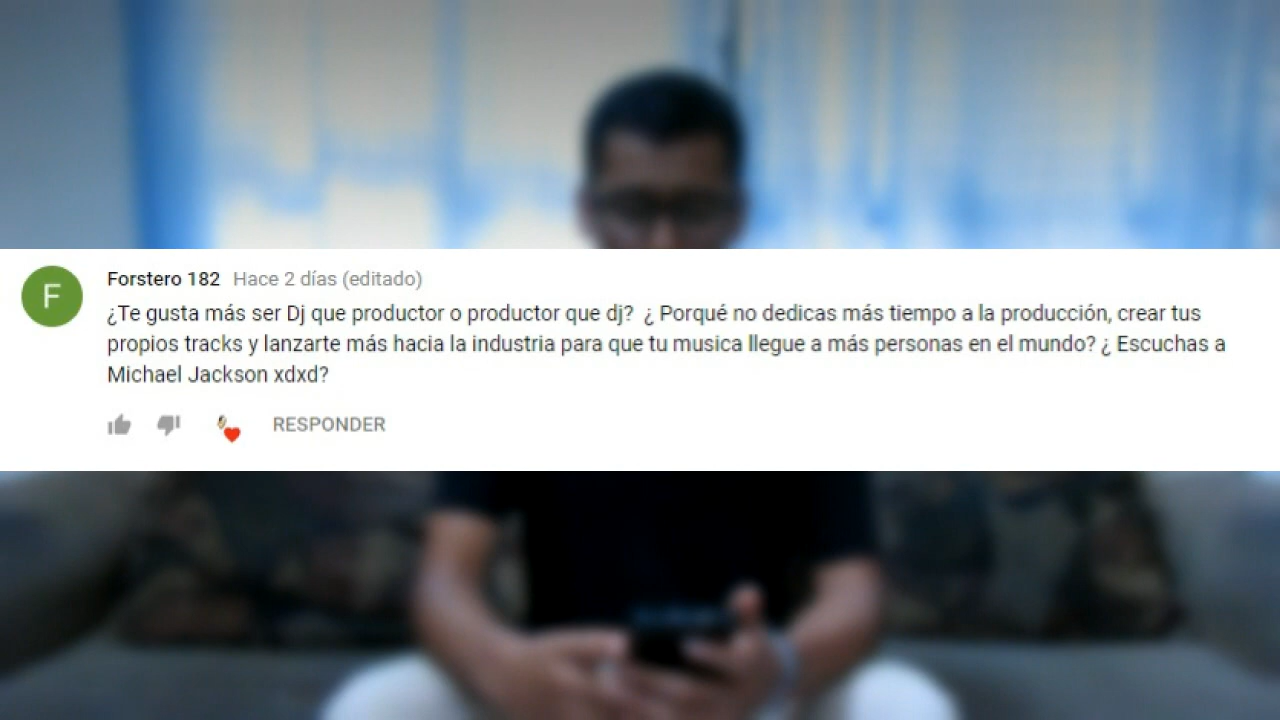 F
Forstero 182 Hace 2 días (editado)
¿Te gusta más ser Dj que productor o productor que dj? ¿ Porqué no dedicas más tiempo a la producción, crear tus
propios tracks y lanzarte más hacia la industria para que tu musica llegue a más personas en el mundo? ¿ Escuchas a
Michael Jackson xdxd?
RESPONDER